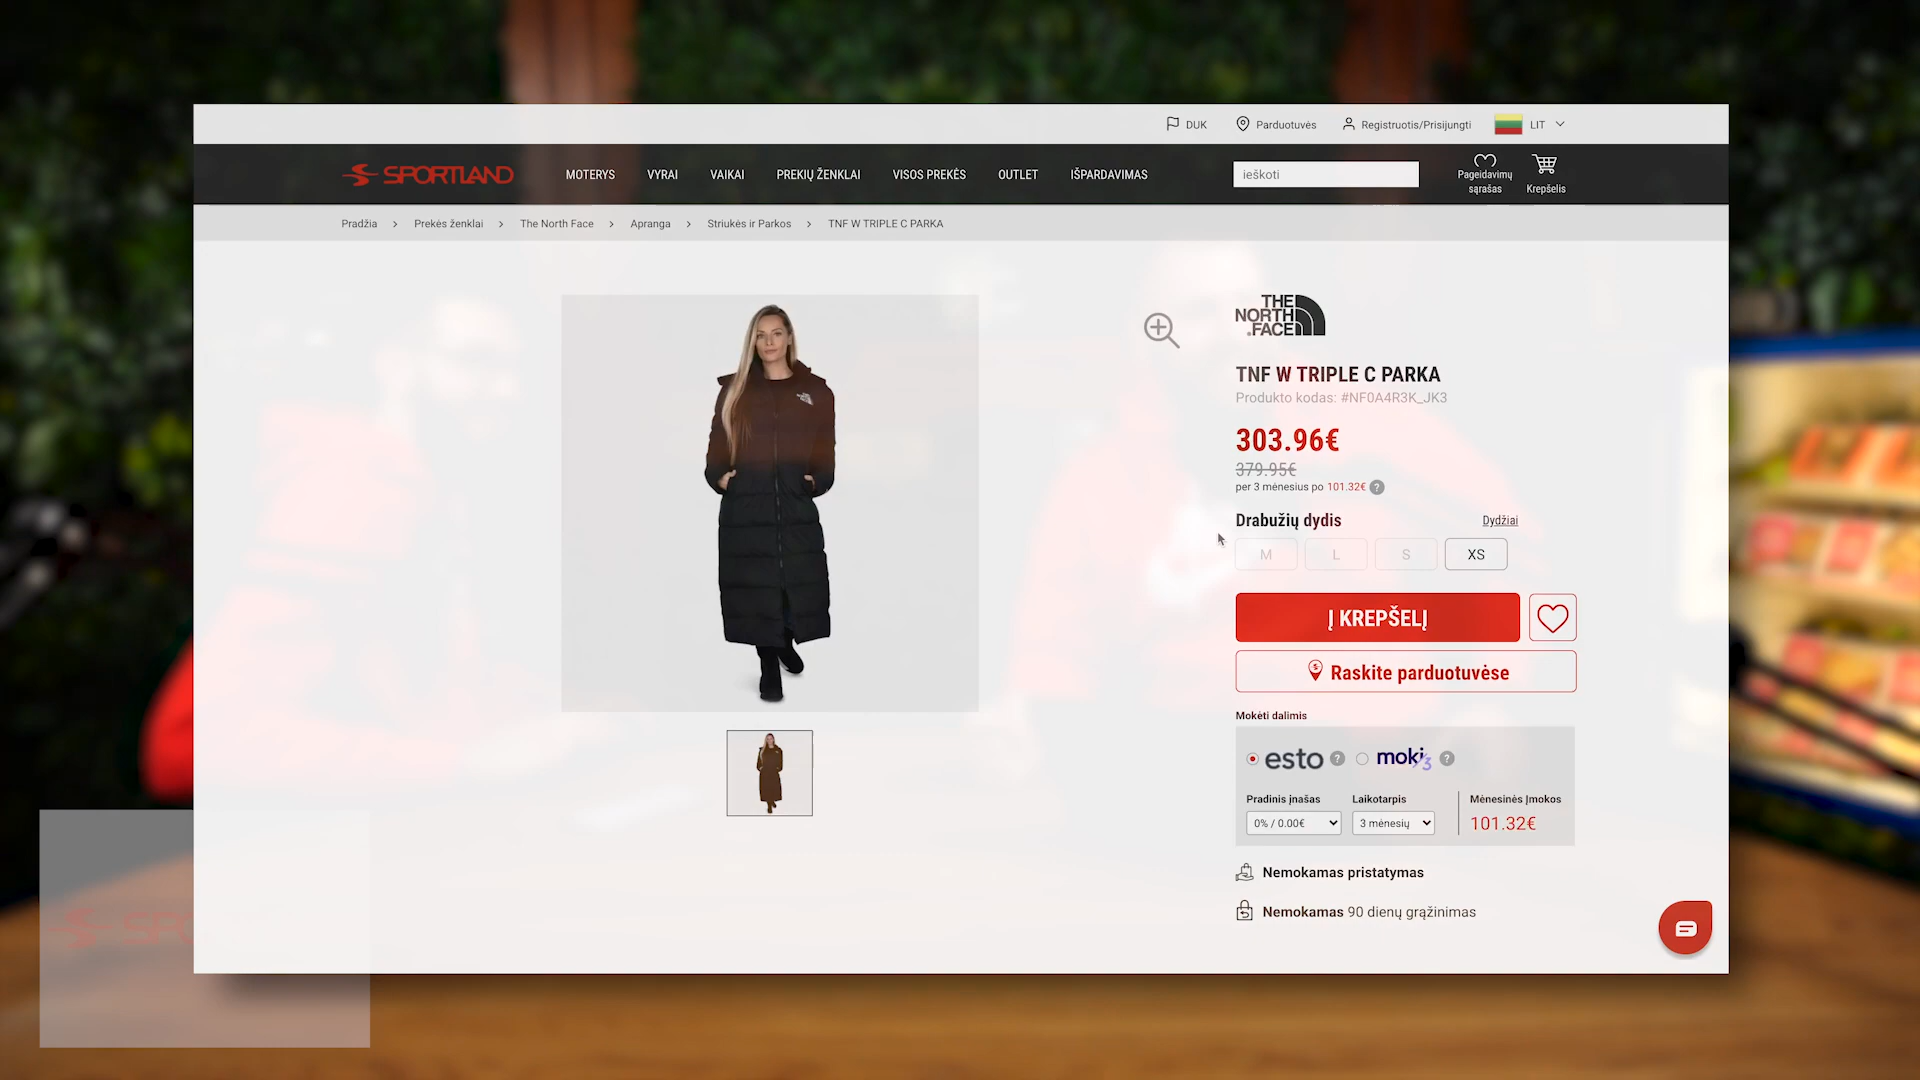 DUK Parduotuvės Registruotis/Prisijungti LIT
SPORTLAND MOTERYS VYRAI VAIKAI PREKIŲ ŽENKLAI VISOS PREKĖS OUTLET IŠPARDAVIMAS ieškoti Pageidavimų sąrašas Krepšelis
Pradžia > Prekės ženklai > The North Face > Apranga > Striukės ir Parkos > TNF W TRIPLE C PARKA
THE
NORTH
FACE
TNF W TRIPLE C PARKA
Produkto kodas: #NF0A4R3K_JK3
303.96€
379.95€
per 3 mėnesius po 101.32€ ?
Drabužių dydis Dydžiai
M L S XS
Į KREPŠELĮ
Raskite parduotuvėse
Mokėti dalimis
esto ? moki/3 ?
Pradinis įnašas Laikotarpis Mėnesinės Įmokos
0% / 0.00€ 3 mėnesių 101.32€
Nemokamas pristatymas
Nemokamas 90 dienų grąžinimas